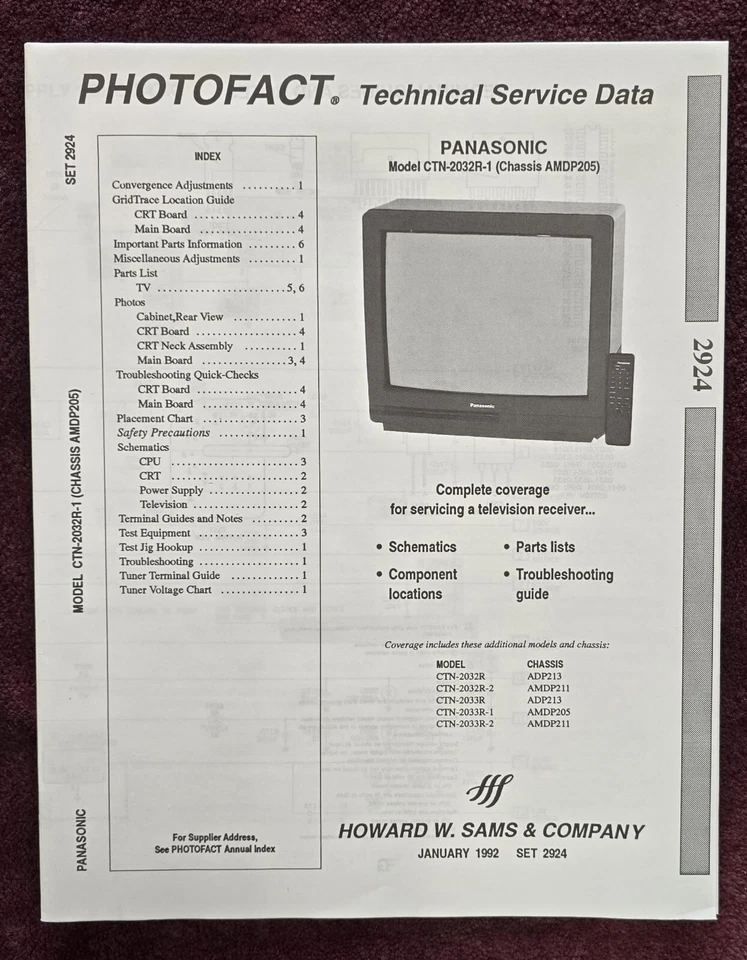 PHOTOFACT® Technical Service Data
SET 2924
MODEL CTN-2032R-1 (CHASSIS AMDP205)
PANASONIC
INDEX
Convergence Adjustments .......... 1
GridTrace Location Guide
CRT Board .................. 4
Main Board .................. 4
Important Parts Information ........ 6
Miscellaneous Adjustments ......... 1
Parts List
TV ....................... 5, 6
Photos
Cabinet,Rear View ............ 1
CRT Board .................. 4
CRT Neck Assembly .......... 1
Main Board ............... 3, 4
Troubleshooting Quick-Checks
CRT Board .................. 4
Main Board ................. 4
Placement Chart .................. 3
Safety Precautions ............... 1
Schematics
CPU ....................... 3
CRT ....................... 2
Power Supply ................ 2
Television ................... 2
Terminal Guides and Notes ........ 2
Test Equipment .................. 3
Test Jig Hookup ................. 1
Troubleshooting .................. 1
Tuner Terminal Guide ............ 1
Tuner Voltage Chart .............. 1
For Supplier Address,
See PHOTOFACT Annual Index
PANASONIC
Model CTN-2032R-1 (Chassis AMDP205)
Panasonic
Complete coverage
for servicing a television receiver...
• Schematics • Parts lists
• Component • Troubleshooting
locations guide
Coverage includes these additional models and chassis:
MODEL CHASSIS
CTN-2032R ADP213
CTN-2032R-2 AMDP211
CTN-2033R ADP213
CTN-2033R-1 AMDP205
CTN-2033R-2 AMDP211
HOWARD W. SAMS & COMPANY
JANUARY 1992 SET 2924
2924